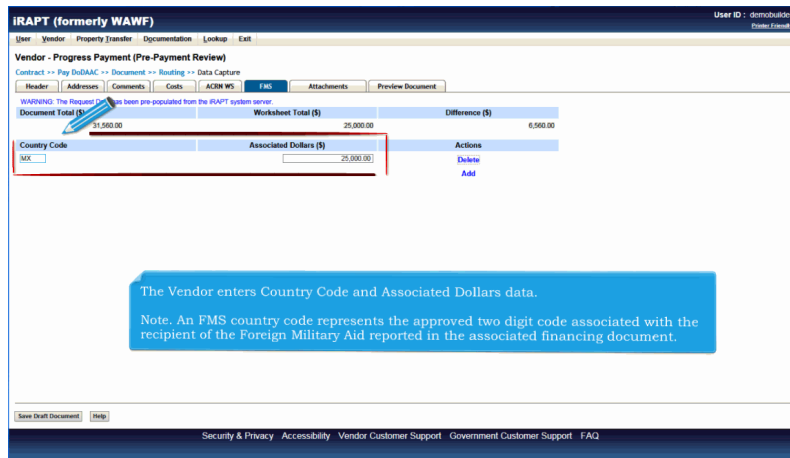 iRAPT (formerly WAWF)
User ID : demobuilde
Printer Friendl
User Vendor Property Transfer Documentation Lookup Exit
Vendor - Progress Payment (Pre-Payment Review)
Contract >> Pay DoDAAC >> Document >> Routing >> Data Capture
Header Addresses Comments Costs ACRN WS FMS Attachments Preview Document
WARNING: The Request D has been pre-populated from the iRAPT system server.
Document Total ($) Worksheet Total ($) Difference ($)
31,560.00 25,000.00 6,560.00
Country Code Associated Dollars ($) Actions
MX 25,000.00 Delete
Add
The Vendor enters Country Code and Associated Dollars data.
Note. An FMS country code represents the approved two digit code associated with the
recipient of the Foreign Military Aid reported in the associated financing document.
Save Draft Document Help
Security & Privacy Accessibility Vendor Customer Support Government Customer Support FAQ